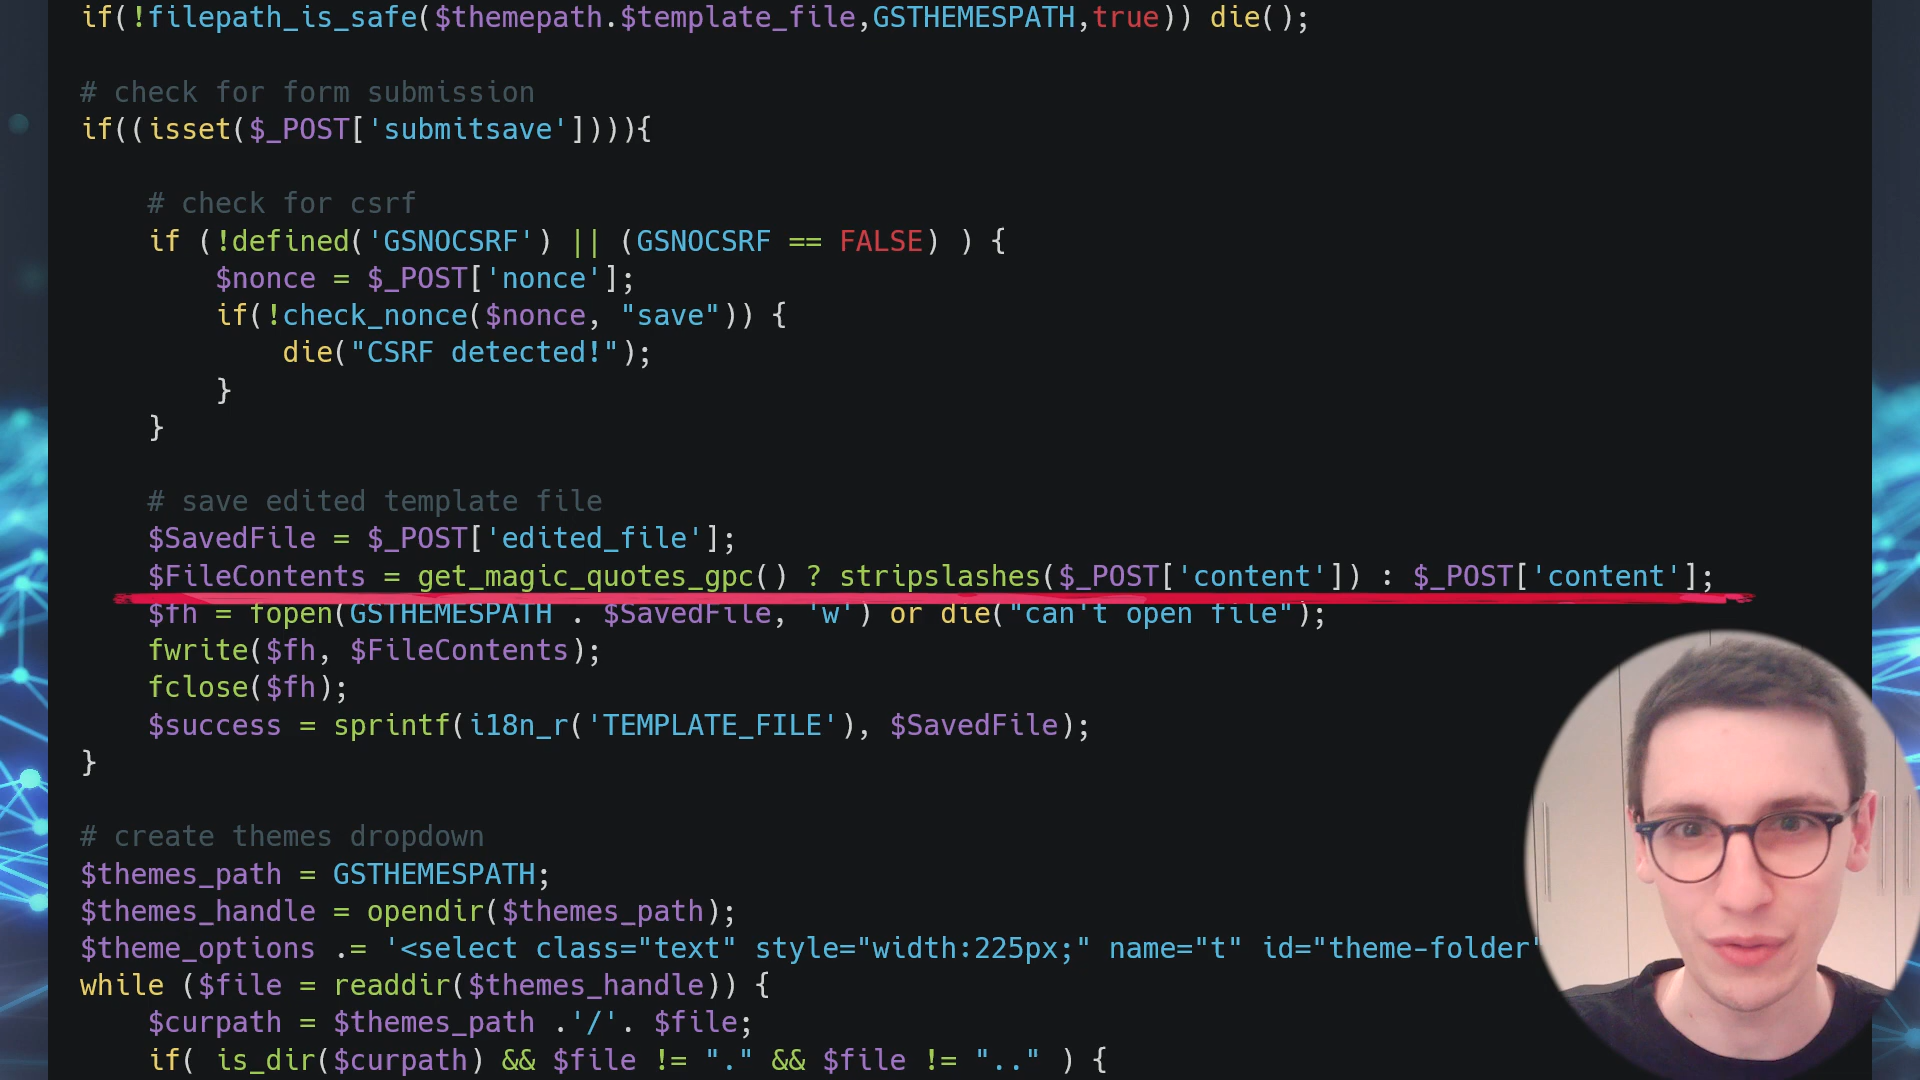 if(!filepath_is_safe($themepath.$template_file,GSTHEMESPATH,true)) die();
# check for form submission
if((isset($_POST['submitsave']))){
# check for csrf
if (!defined('GSNOCSRF') || (GSNOCSRF == FALSE) ) {
$nonce = $_POST['nonce'];
if(!check_nonce($nonce, "save")) {
die("CSRF detected!");
}
}
# save edited template file
$SavedFile = $_POST['edited_file'];
$FileContents = get_magic_quotes_gpc() ? stripslashes($_POST['content']) : $_POST['content'];
$fh = fopen(GSTHEMESPATH . $SavedFile, 'w') or die("can't open file");
fwrite($fh, $FileContents);
fclose($fh);
$success = sprintf(i18n_r('TEMPLATE_FILE'), $SavedFile);
}
# create themes dropdown
$themes_path = GSTHEMESPATH;
$themes_handle = opendir($themes_path);
$theme_options .= '<select class="text" style="width:225px;" name="t" id="theme-folder"
while ($file = readdir($themes_handle)) {
$curpath = $themes_path .'/'. $file;
if( is_dir($curpath) && $file != "." && $file != ".." ) {